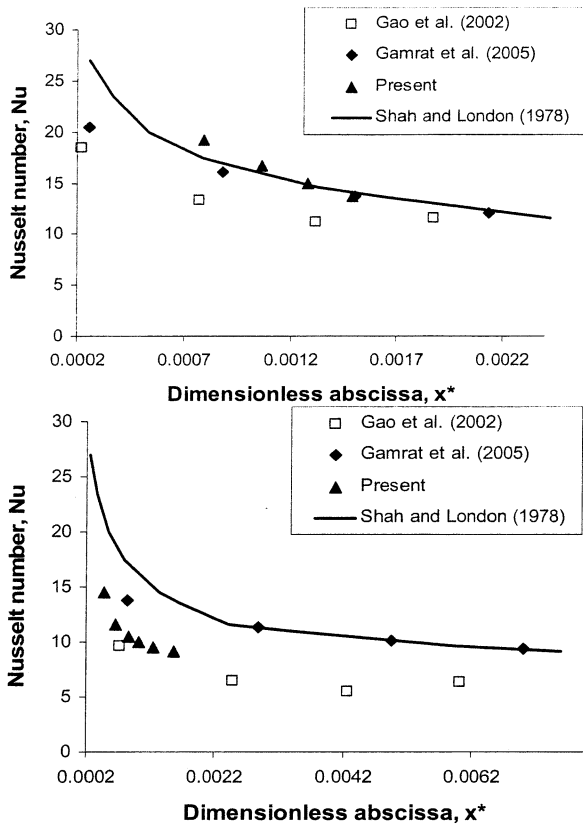 Gao et al. (2002)
Gamrat et al. (2005)
Present
Shah and London (1978)
Nusselt number, Nu
30
25
20
15
10
5
0
0.0002
0.0007
0.0012
0.0017
0.0022
Dimensionless abscissa, x*
Gao et al. (2002)
Gamrat et al. (2005)
Present
Shah and London (1978)
Nusselt number, Nu
30
25
20
15
10
5
0
0.0002
0.0022
0.0042
0.0062
Dimensionless abscissa, x*